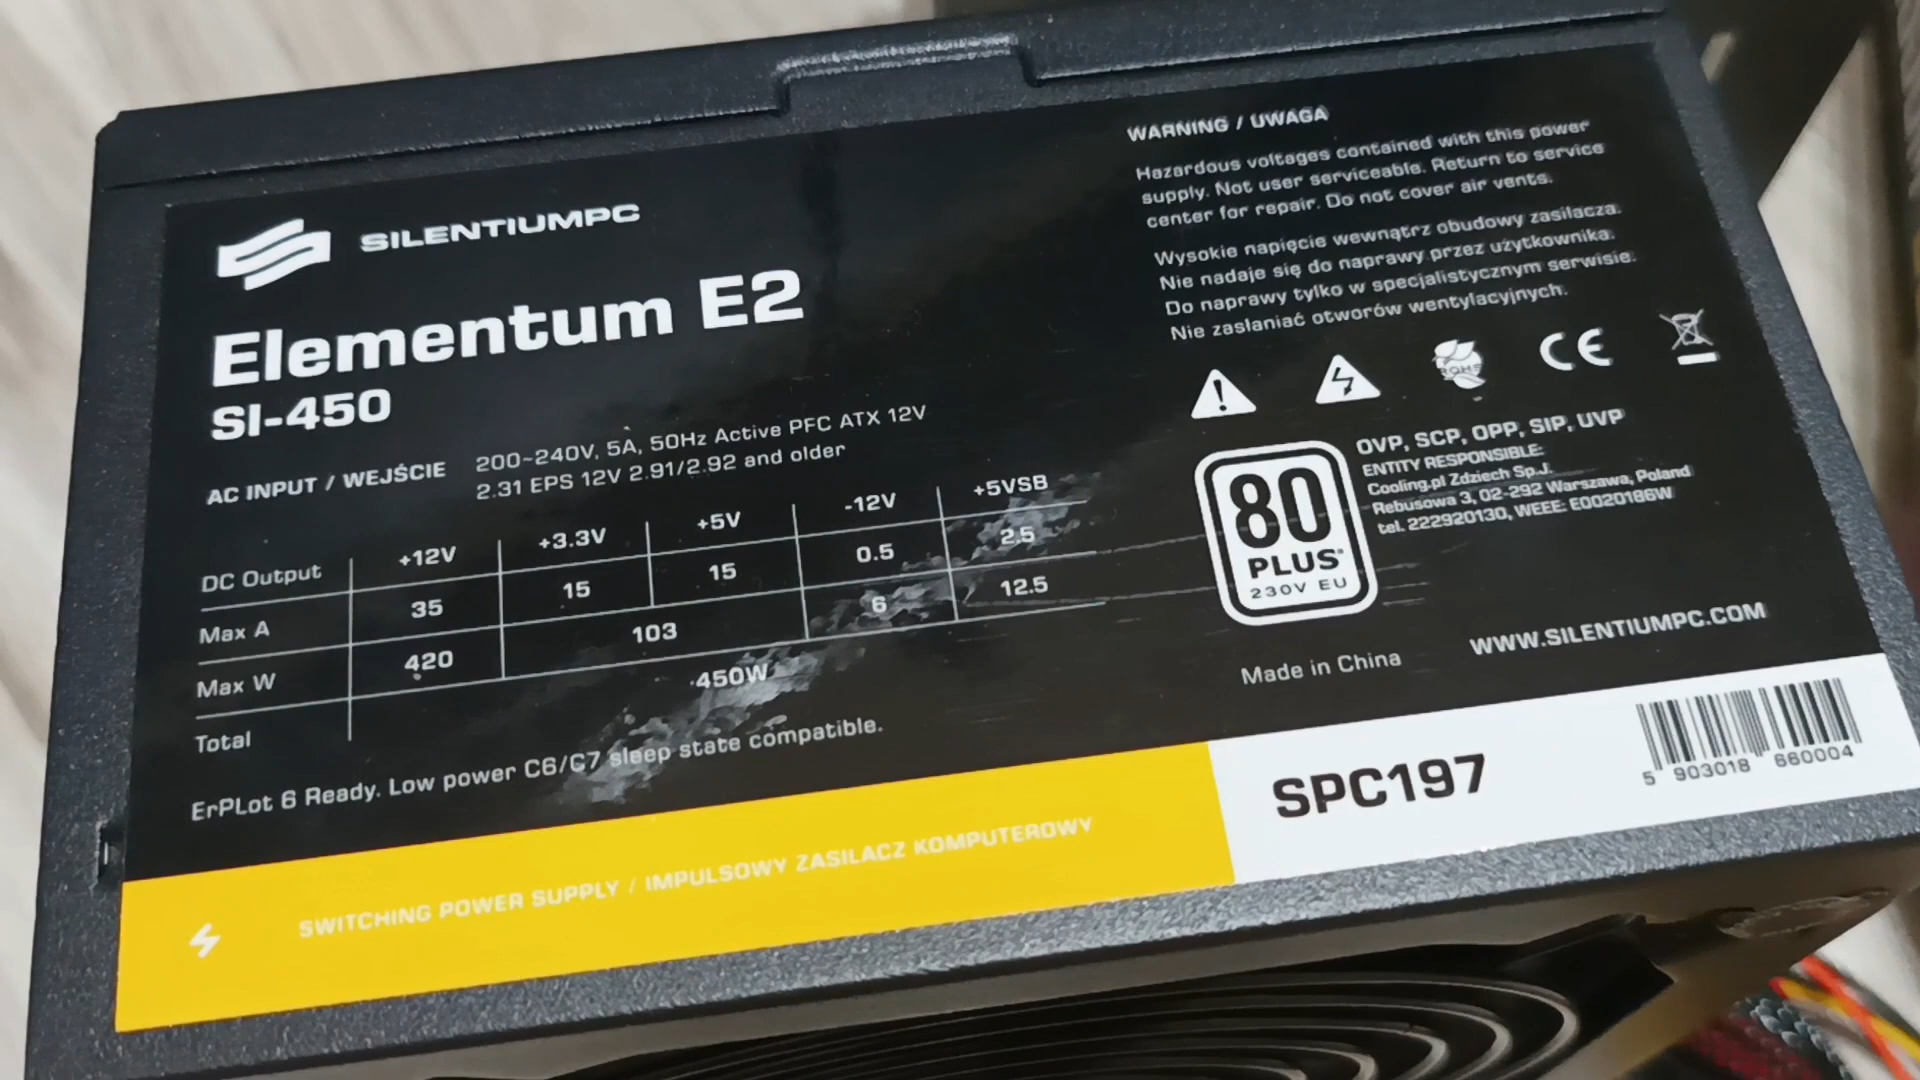 SILENTIUMPC
Elementum E2
SI-450
AC INPUT / WEJŚCIE
200~240V, 5A, 50Hz Active PFC ATX 12V
2.31 EPS 12V 2.91/2.92 and older
DC Output +12V +3.3V +5V -12V +5VSB
Max A 35 15 15 0.5 2.5
Max W 420 103 6 12.5
Total 450W
ErPLot 6 Ready. Low power C6/C7 sleep state compatible.
WARNING / UWAGA
Hazardous voltages contained with this power
supply. Not user serviceable. Return to service
center for repair. Do not cover air vents.
Wysokie napięcie wewnątrz obudowy zasilacza.
Nie nadaje się do naprawy przez użytkownika.
Do naprawy tylko w specjalistycznym serwisie.
Nie zasłaniać otworów wentylacyjnych.
ROHS
CE
80
PLUS®
230V EU
OVP, SCP, OPP, SIP, UVP
ENTITY RESPONSIBLE:
Cooling.pl Zdziech Sp.J.
Rebusowa 3, 02-292 Warszawa, Poland
tel. 222920130, WEEE: E0020186W
Made in China
WWW.SILENTIUMPC.COM
SWITCHING POWER SUPPLY / IMPULSOWY ZASILACZ KOMPUTEROWY
SPC197
5 903018 660004